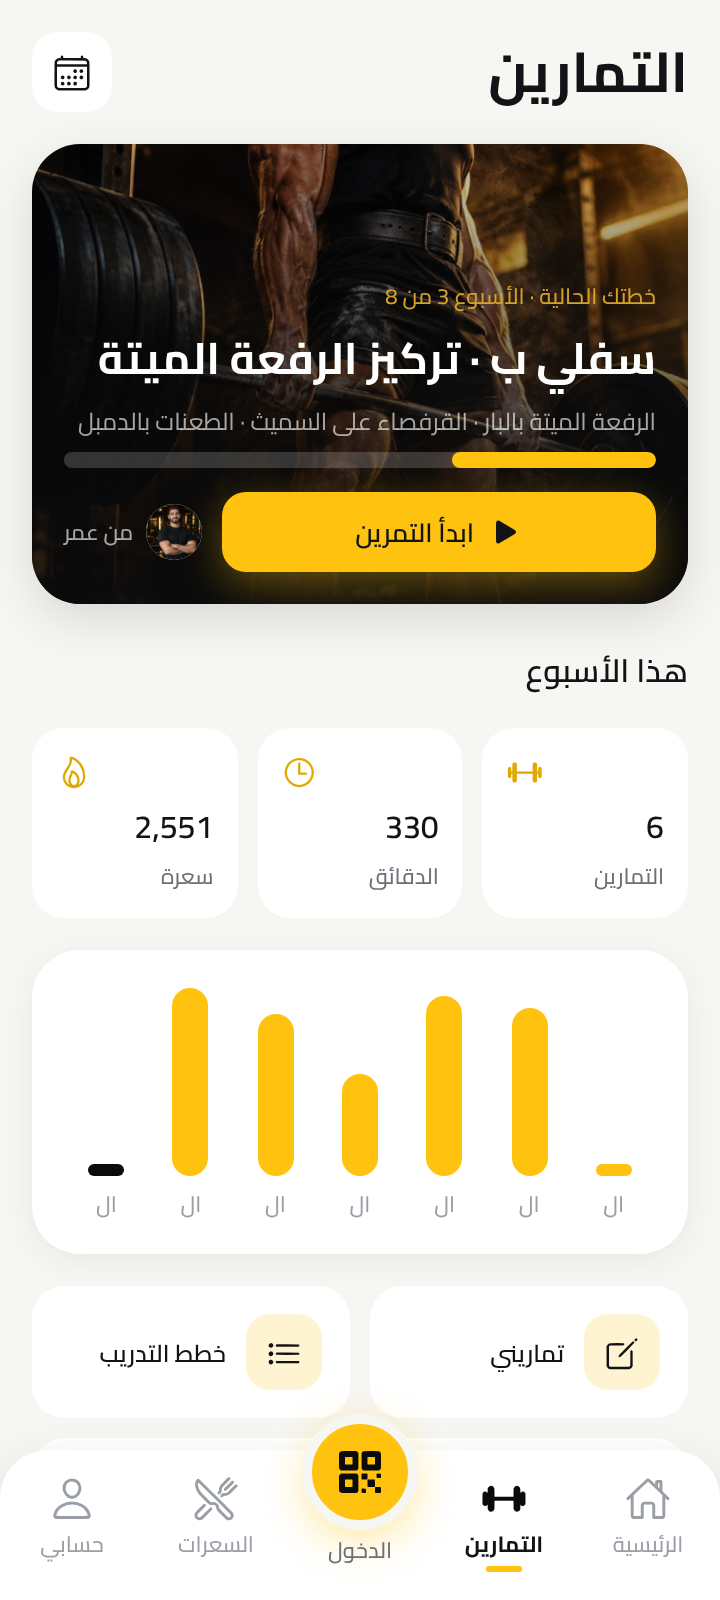 التمارين
خطتك الحالية · الأسبوع 3 من 8
سفلي ب · تركيز الرفعة الميتة
الرفعة الميتة بالبار · القرفصاء على السميث · الطعنات بالدمبل
ابدأ التمرين
من عمر
هذا الأسبوع
6
التمارين
330
الدقائق
2,551
سعرة
ال ال ال ال ال ال ال
تماريني
خطط التدريب
الرئيسية
التمارين
الدخول
السعرات
حسابي